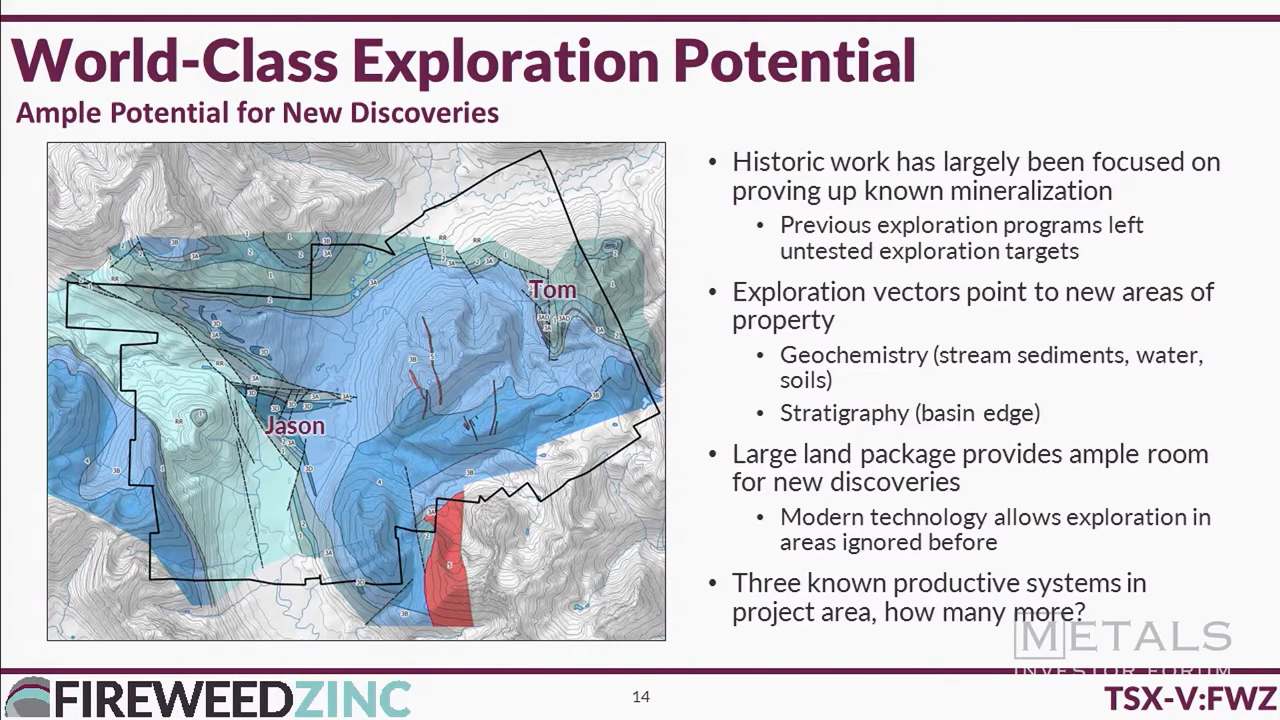 World-Class Exploration Potential
Ample Potential for New Discoveries
Tom
Jason
• Historic work has largely been focused on
proving up known mineralization
• Previous exploration programs left
untested exploration targets
• Exploration vectors point to new areas of
property
• Geochemistry (stream sediments, water,
soils)
• Stratigraphy (basin edge)
• Large land package provides ample room
for new discoveries
• Modern technology allows exploration in
areas ignored before
• Three known productive systems in
project area, how many more?
METALS
INVESTOR FORUM
FIREWEEDZINC
14
TSX-V:FWZ